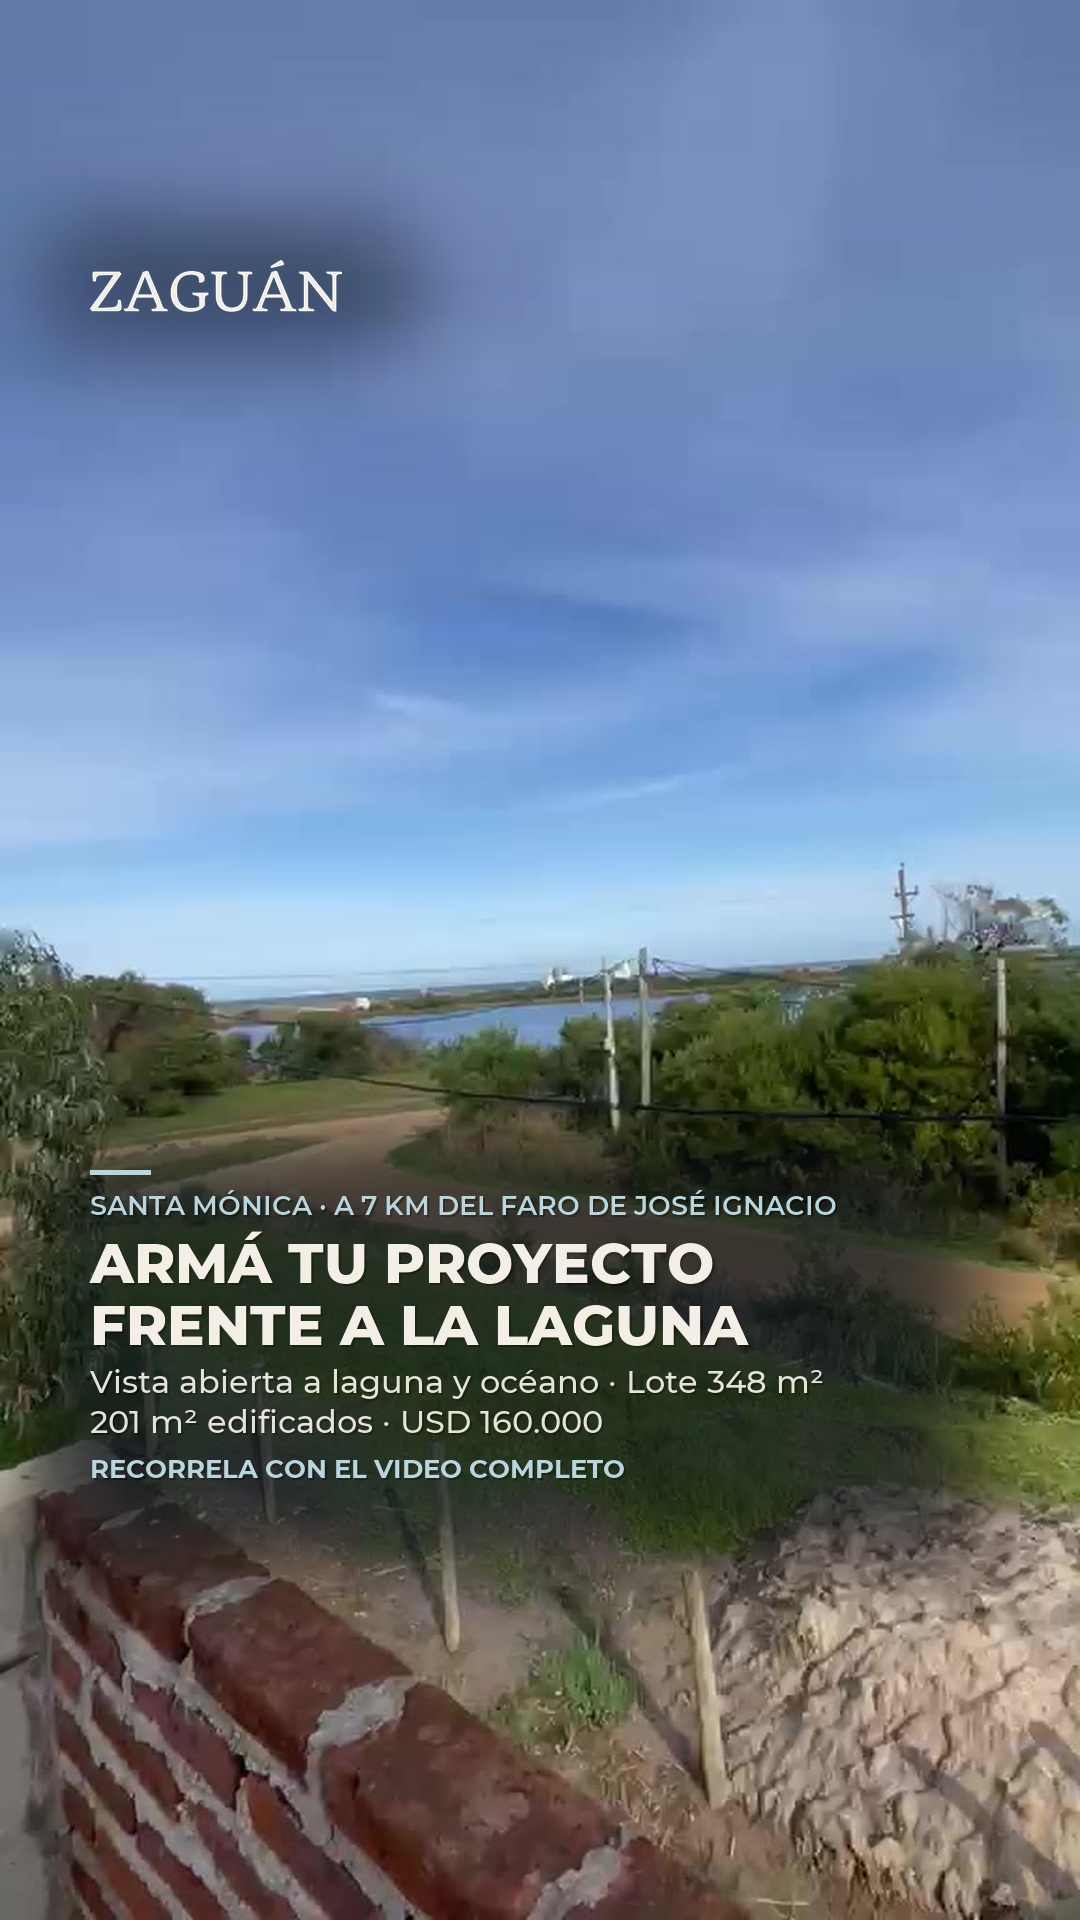 ZAGUÁN
SANTA MÓNICA · A 7 KM DEL FARO DE JOSÉ IGNACIO
ARMÁ TU PROYECTO
FRENTE A LA LAGUNA
Vista abierta a laguna y océano · Lote 348 m²
201 m² edificados · USD 160.000
RECORRELA CON EL VIDEO COMPLETO